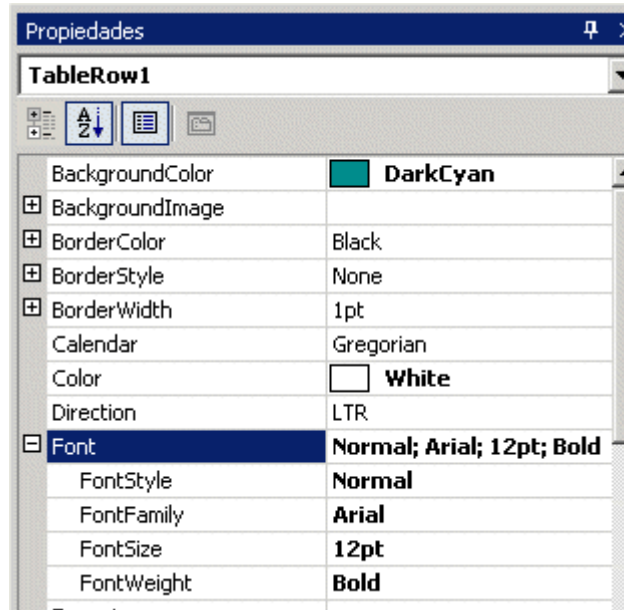 Propiedades
TableRow1
BackgroundColor DarkCyan
BackgroundImage
BorderColor Black
BorderStyle None
BorderWidth 1pt
Calendar Gregorian
Color White
Direction LTR
Font Normal; Arial; 12pt; Bold
FontStyle Normal
FontFamily Arial
FontSize 12pt
FontWeight Bold